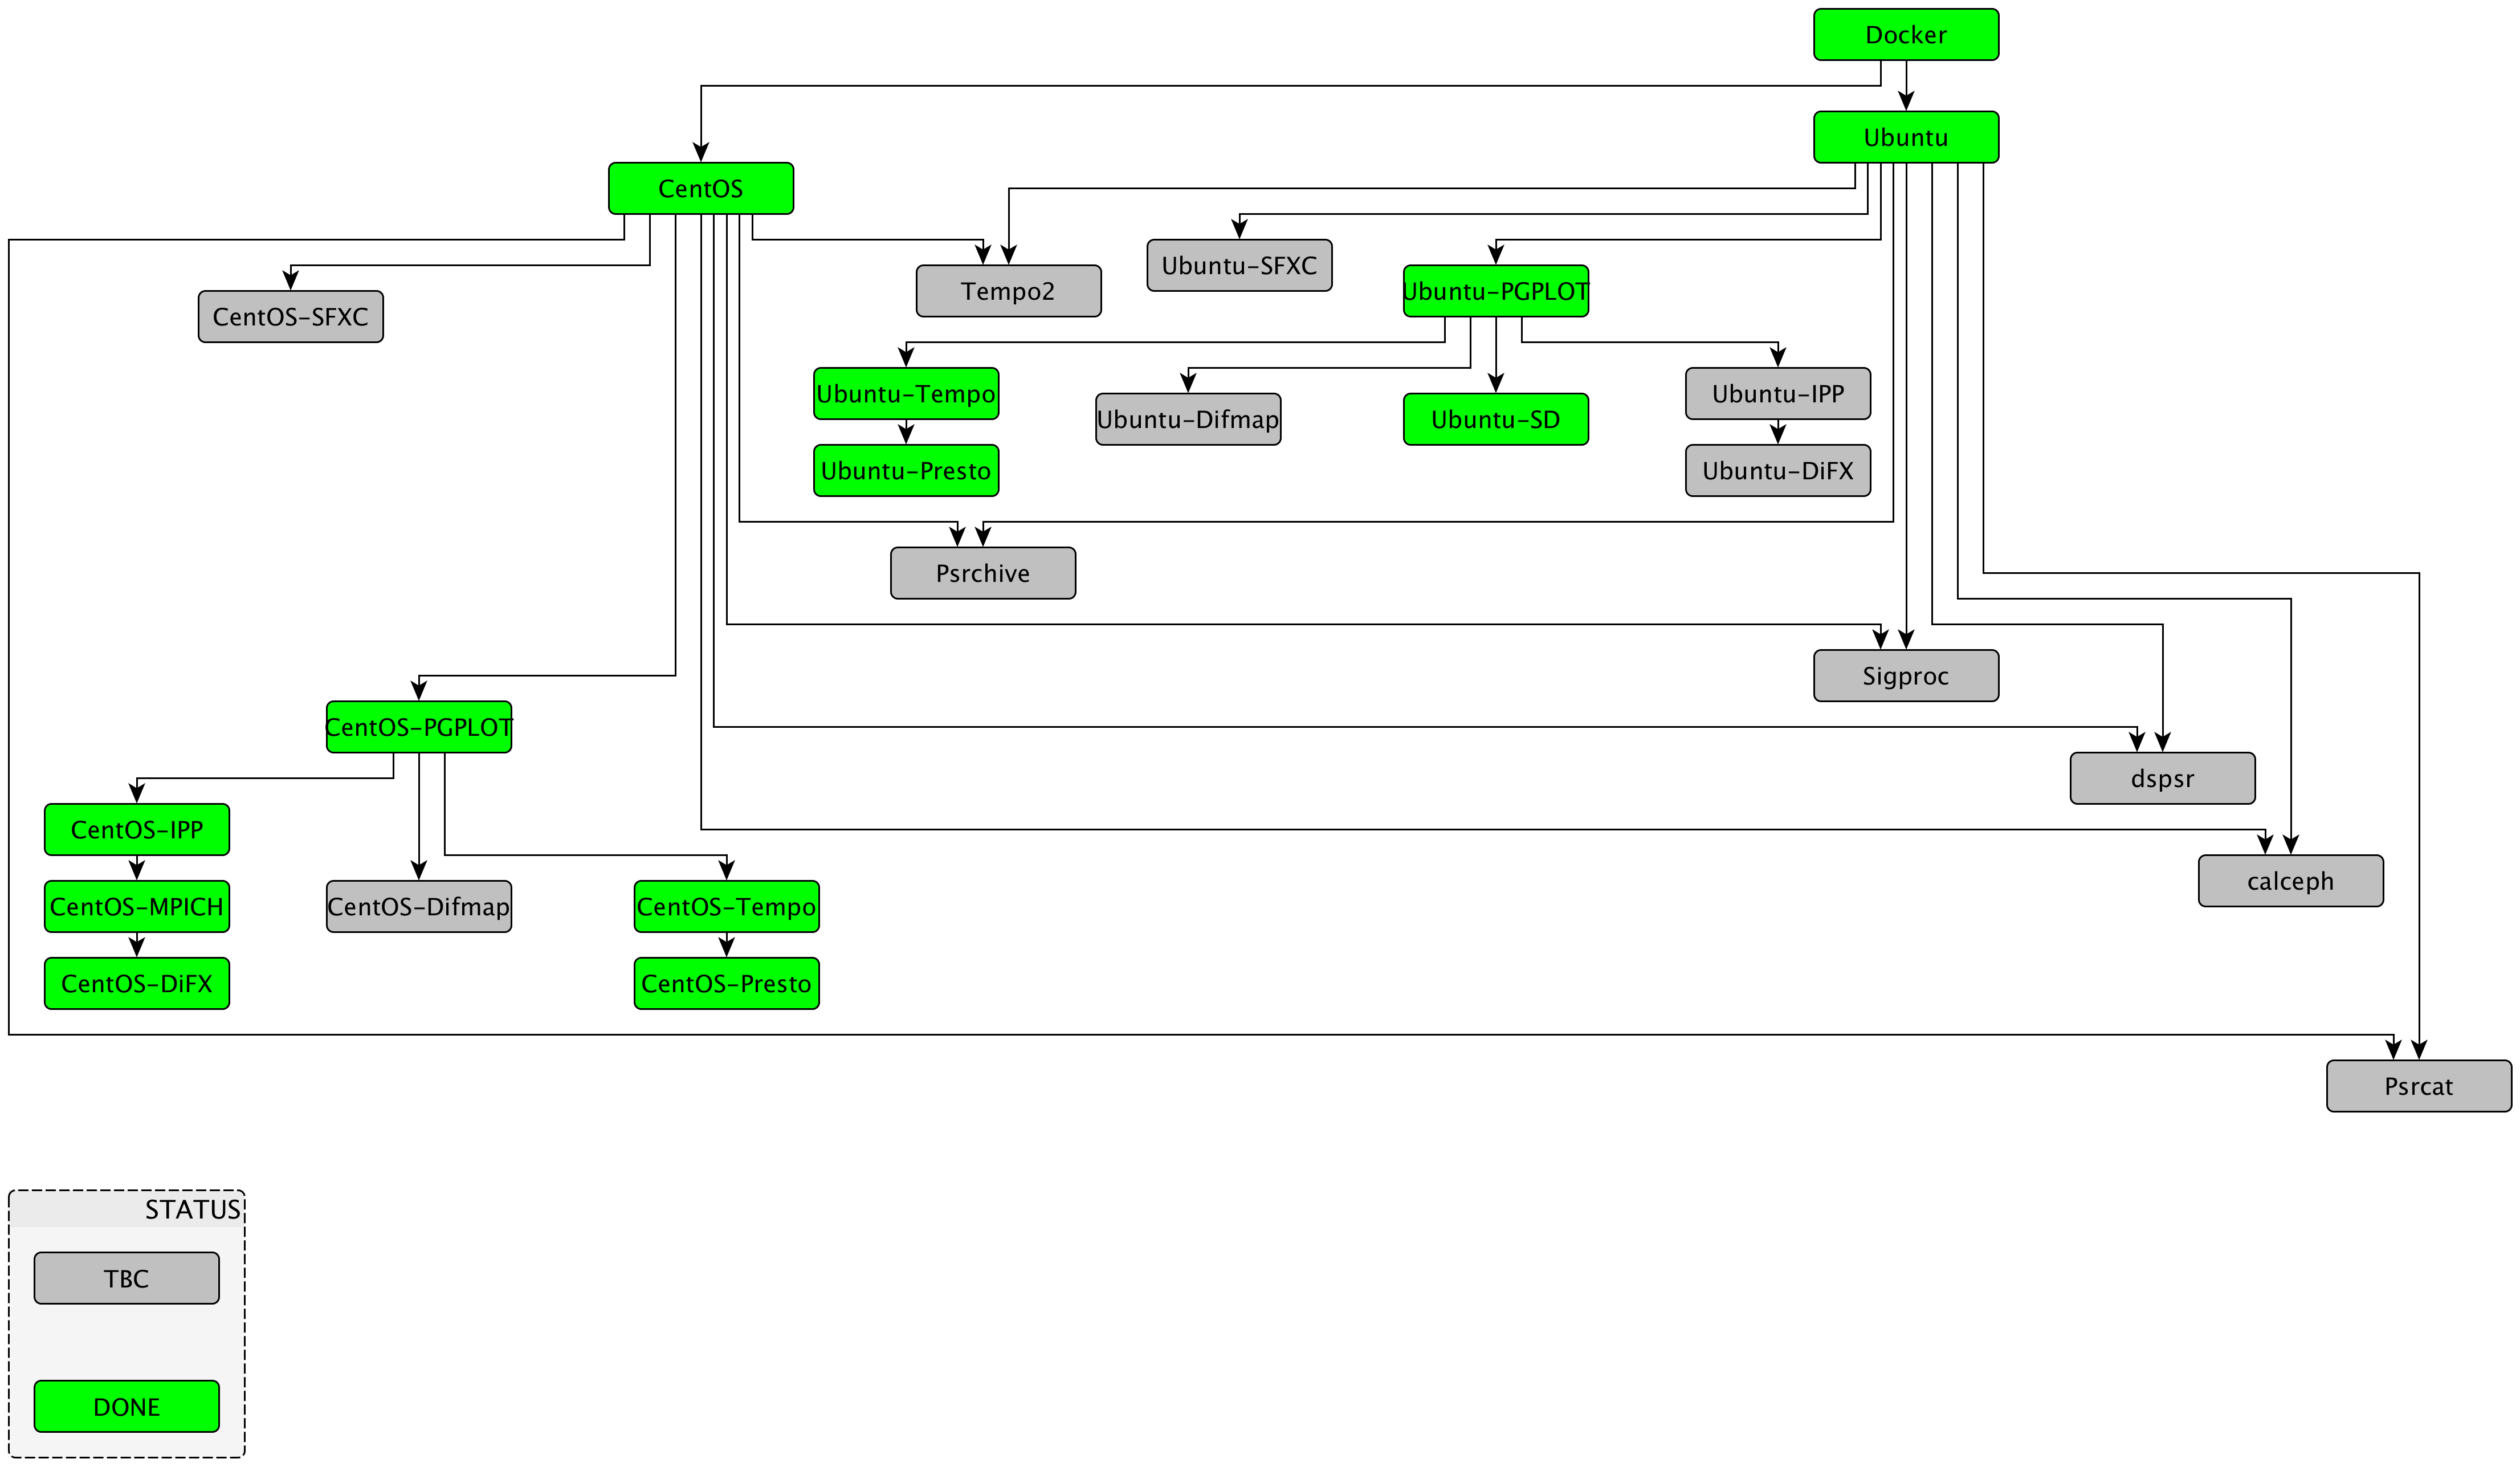 Docker
Ubuntu
CentOS
Ubuntu-SFXC
Tempo2
Ubuntu-PGPLOT
CentOS-SFXC
Ubuntu-Tempo
Ubuntu-IPP
Ubuntu-Difmap
Ubuntu-SD
Ubuntu-Presto
Ubuntu-DiFX
Psrchive
Sigproc
CentOS-PGPLOT
dspsr
CentOS-IPP
calceph
CentOS-MPICH
CentOS-Difmap
CentOS-Tempo
CentOS-DiFX
CentOS-Presto
Psrcat
STATUS
TBC
DONE